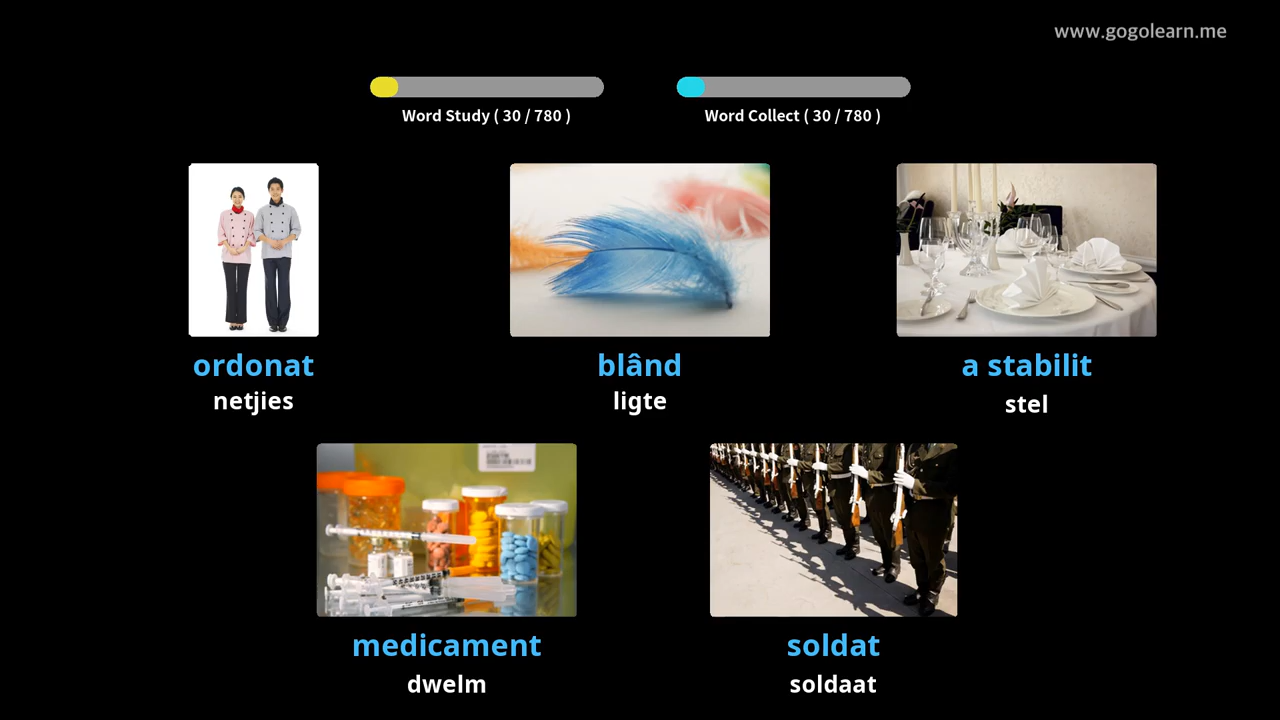 www.gogolearn.me
Word Study ( 30 / 780 )
Word Collect ( 30 / 780 )
ordonat
netjies
blând
ligte
a stabilit
stel
medicament
dwelm
soldat
soldaat